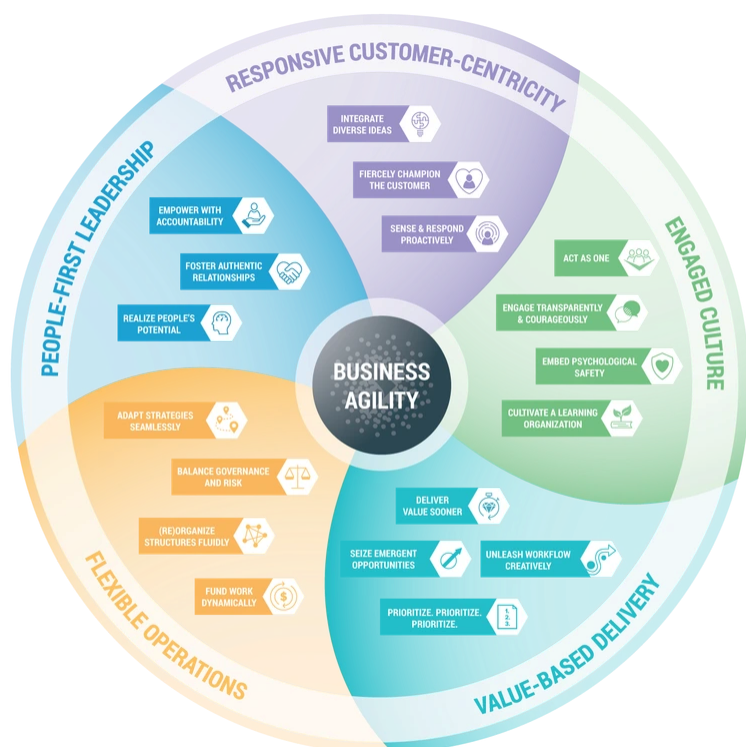 RESPONSIVE CUSTOMER-CENTRICITY
INTEGRATE
DIVERSE IDEAS
FIERCELY CHAMPION
THE CUSTOMER
SENSE & RESPOND
PROACTIVELY
ENGAGED CULTURE
ACT AS ONE
ENGAGE TRANSPARENTLY
& COURAGEOUSLY
EMBED PSYCHOLOGICAL
SAFETY
CULTIVATE A LEARNING
ORGANIZATION
VALUE-BASED DELIVERY
DELIVER
VALUE SOONER
SEIZE EMERGENT
OPPORTUNITIES
UNLEASH WORKFLOW
CREATIVELY
PRIORITIZE. PRIORITIZE.
PRIORITIZE.
1.
2.
3.
FLEXIBLE OPERATIONS
ADAPT STRATEGIES
SEAMLESSLY
BALANCE GOVERNANCE
AND RISK
(RE)ORGANIZE
STRUCTURES FLUIDLY
FUND WORK
DYNAMICALLY
$
PEOPLE-FIRST LEADERSHIP
EMPOWER WITH
ACCOUNTABILITY
FOSTER AUTHENTIC
RELATIONSHIPS
REALIZE PEOPLE'S
POTENTIAL
BUSINESS
AGILITY